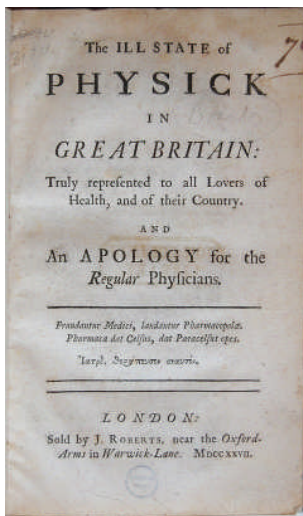 The ILL STATE of
PHYSICK
IN
GREAT BRITAIN:
Truly represented to all Lovers of
Health, and of their Country.
AND
An APOLOGY for the
Regular Physicians.
Fraudantur Medici, laudantur Pharmacopolæ.
Pharmaca dat Celsus, dat Paracelsus opes.
LONDON:
Sold by J. ROBERTS, near the Oxford-
Arms in Warwick-Lane. MDCCXXVII.